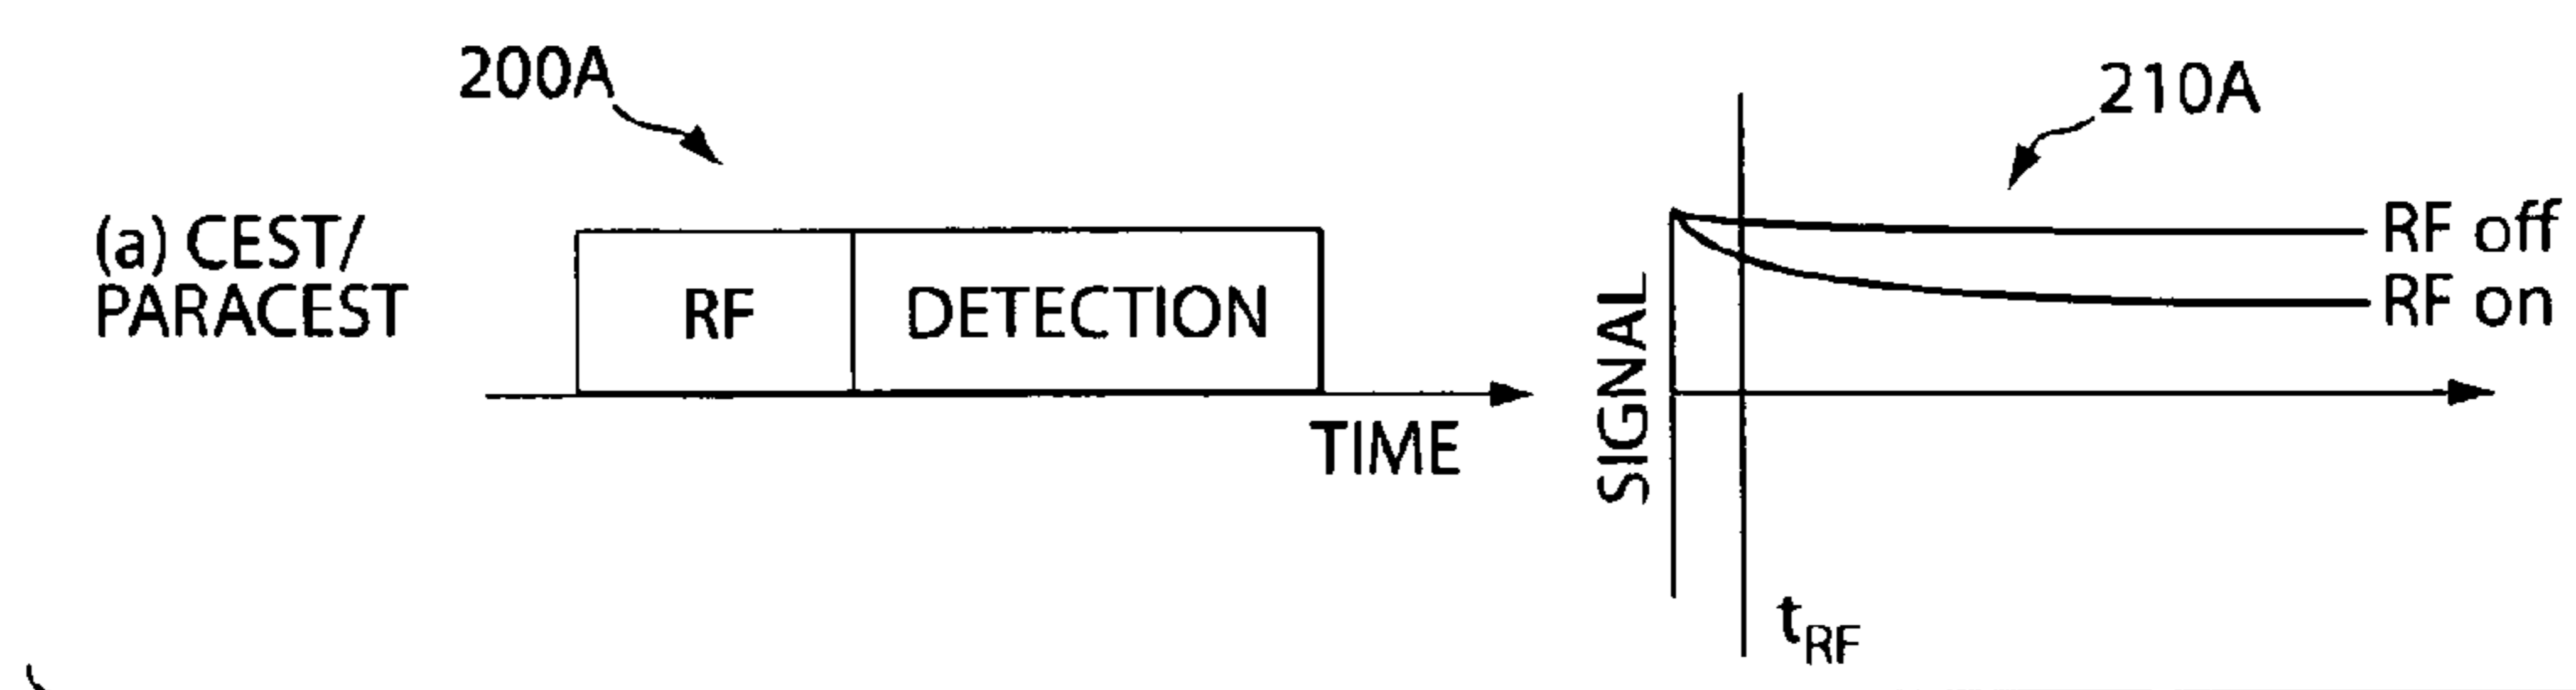 200A
210A
(a) CEST/
PARACEST
RF
DETECTION
TIME
SIGNAL
RF off
RF on
tRF